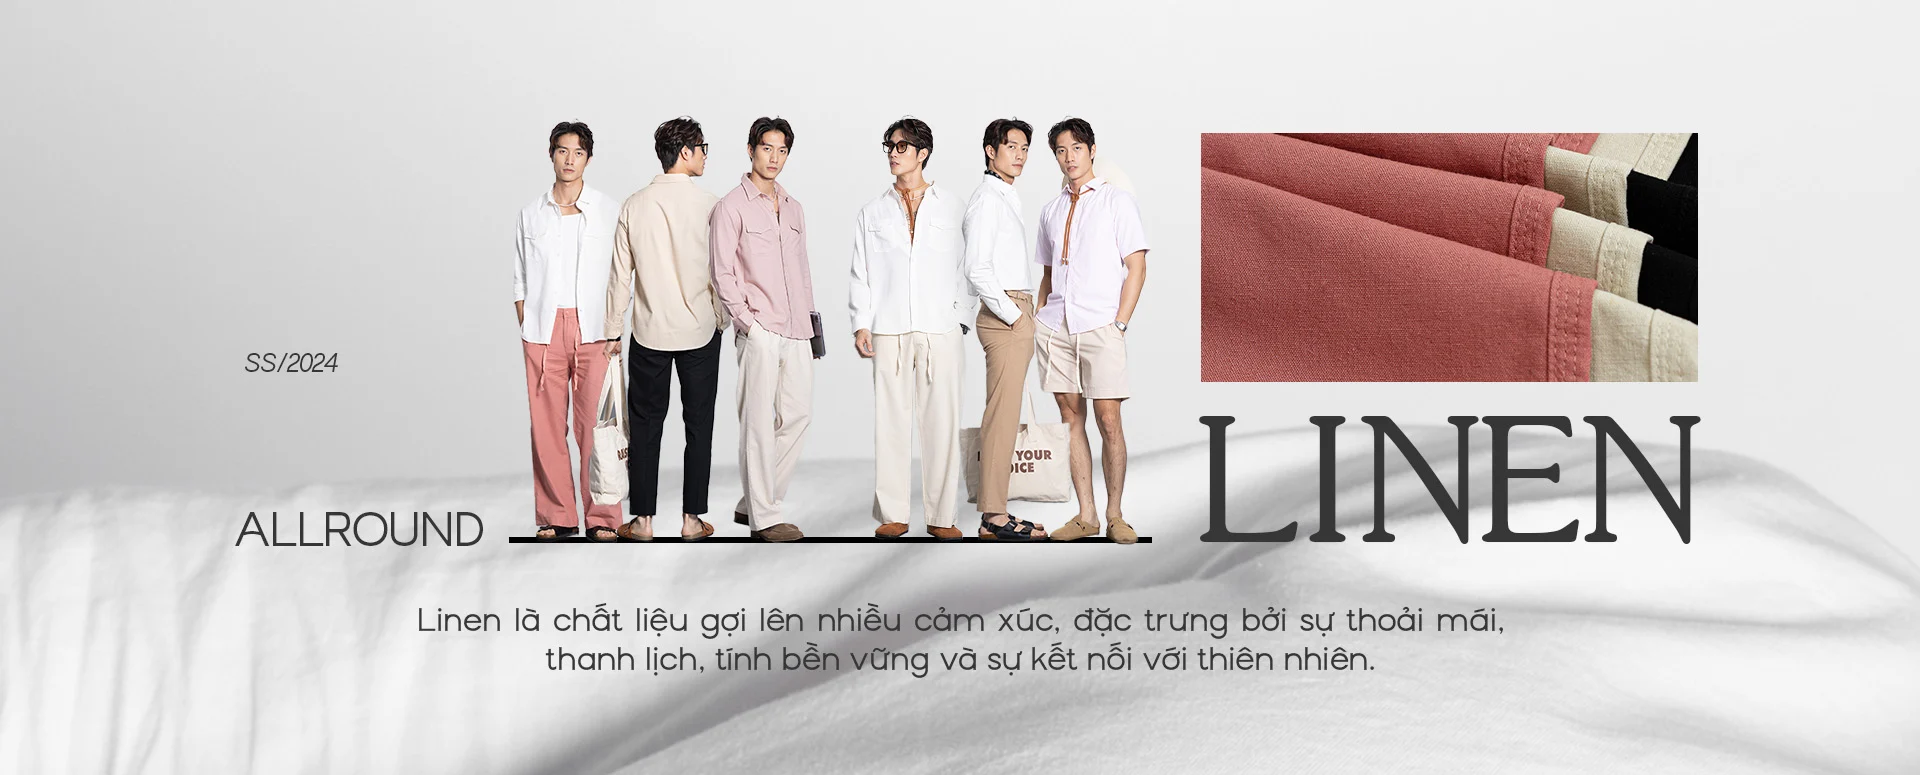 SS/2024
ALLROUND
YOUR
LINEN
Linen là chất liệu gợi lên nhiều cảm xúc, đặc trưng bởi sự thoải mái,
thanh lịch, tính bền vững và sự kết nối với thiên nhiên.